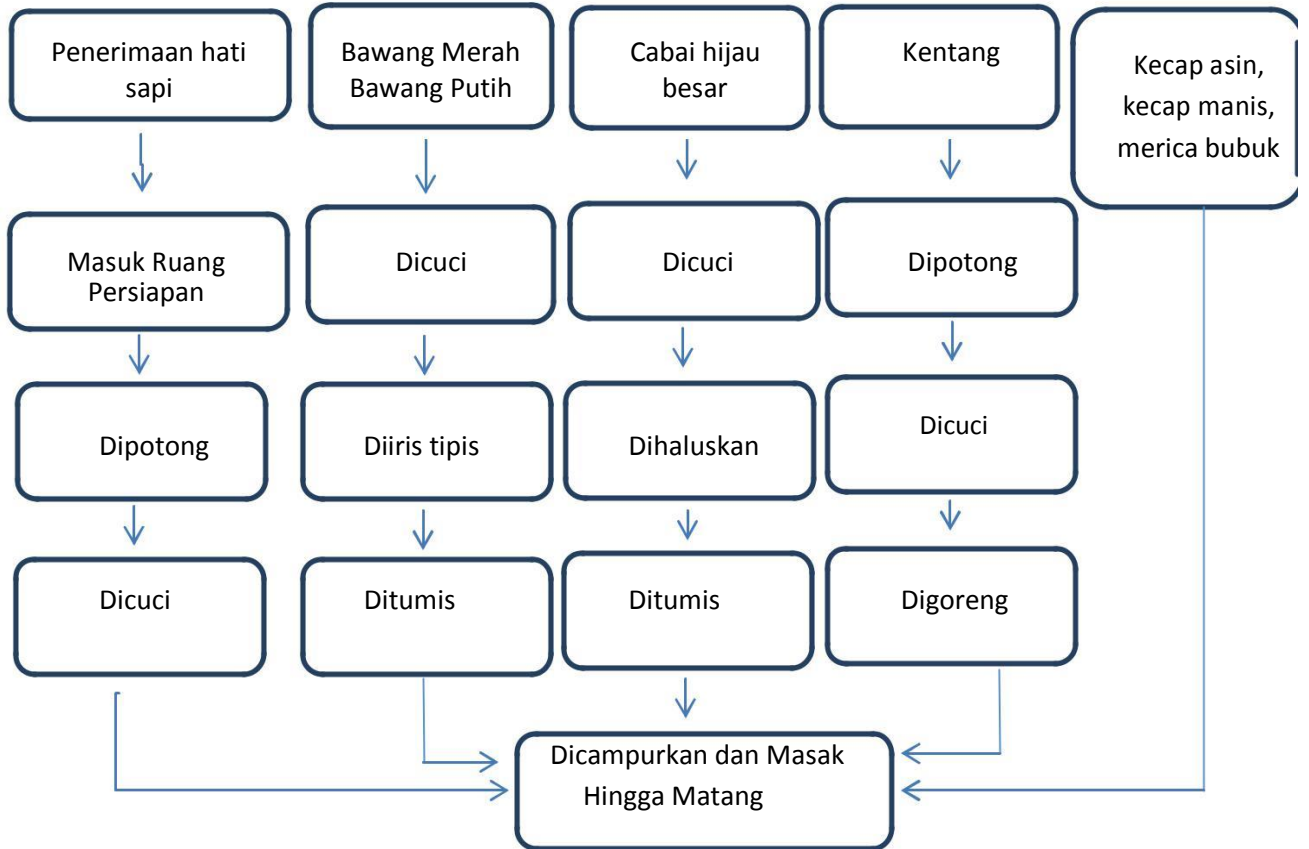 Penerimaan hati
sapi
Bawang Merah
Bawang Putih
Cabai hijau
besar
Kentang
Kecap asin,
kecap manis,
merica bubuk
Masuk Ruang
Persiapan
Dicuci
Dicuci
Dipotong
Dipotong
Diiris tipis
Dihaluskan
Dicuci
Dicuci
Ditumis
Ditumis
Digoreng
Dicampurkan dan Masak
Hingga Matang